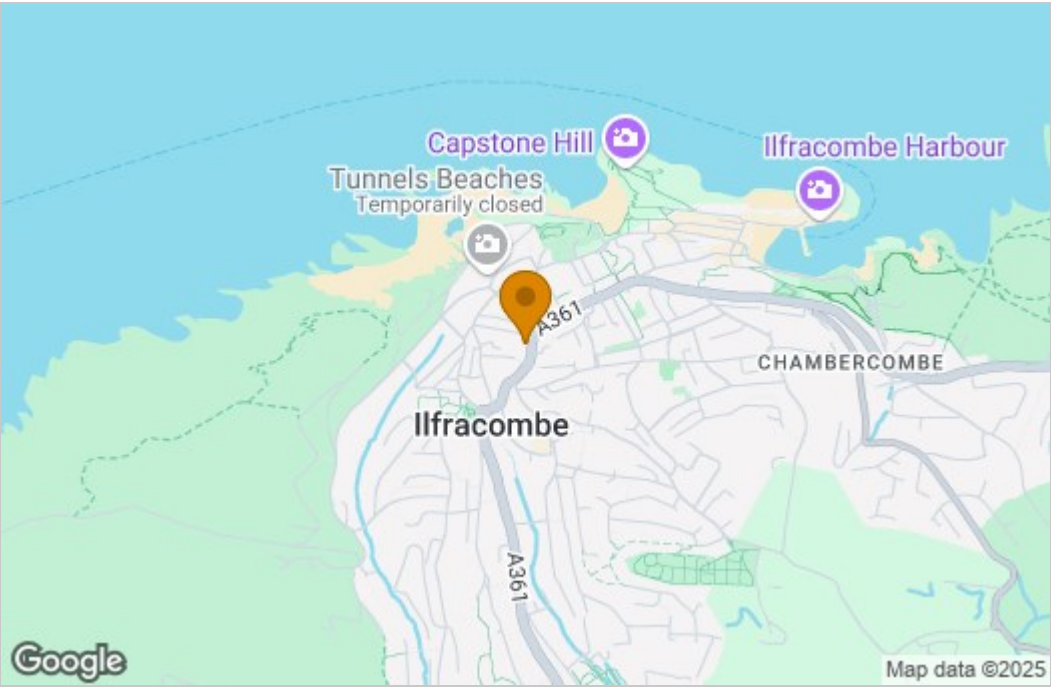 Capstone Hill
Ilfracombe Harbour
Tunnels Beaches
Temporarily closed
A361
CHAMBERCOMBE
Ilfracombe
A361
Google
Map data ©2025